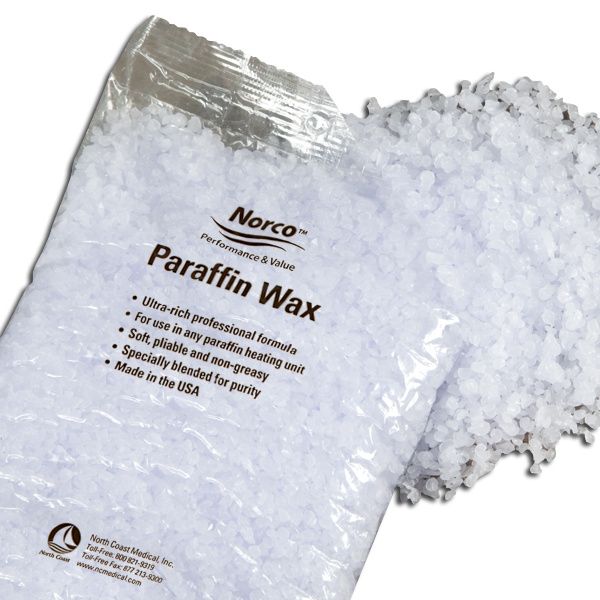 Norco™
Performance & Value
Paraffin Wax
• Ultra-rich professional formula
• For use in any paraffin heating unit
• Soft, pliable and non-greasy
• Specially blended for purity
• Made in the USA
North Coast
North Coast Medical, Inc.
Toll-Free: 800 821-9319
Toll-Free Fax: 877 213-9300
www.ncmedical.com